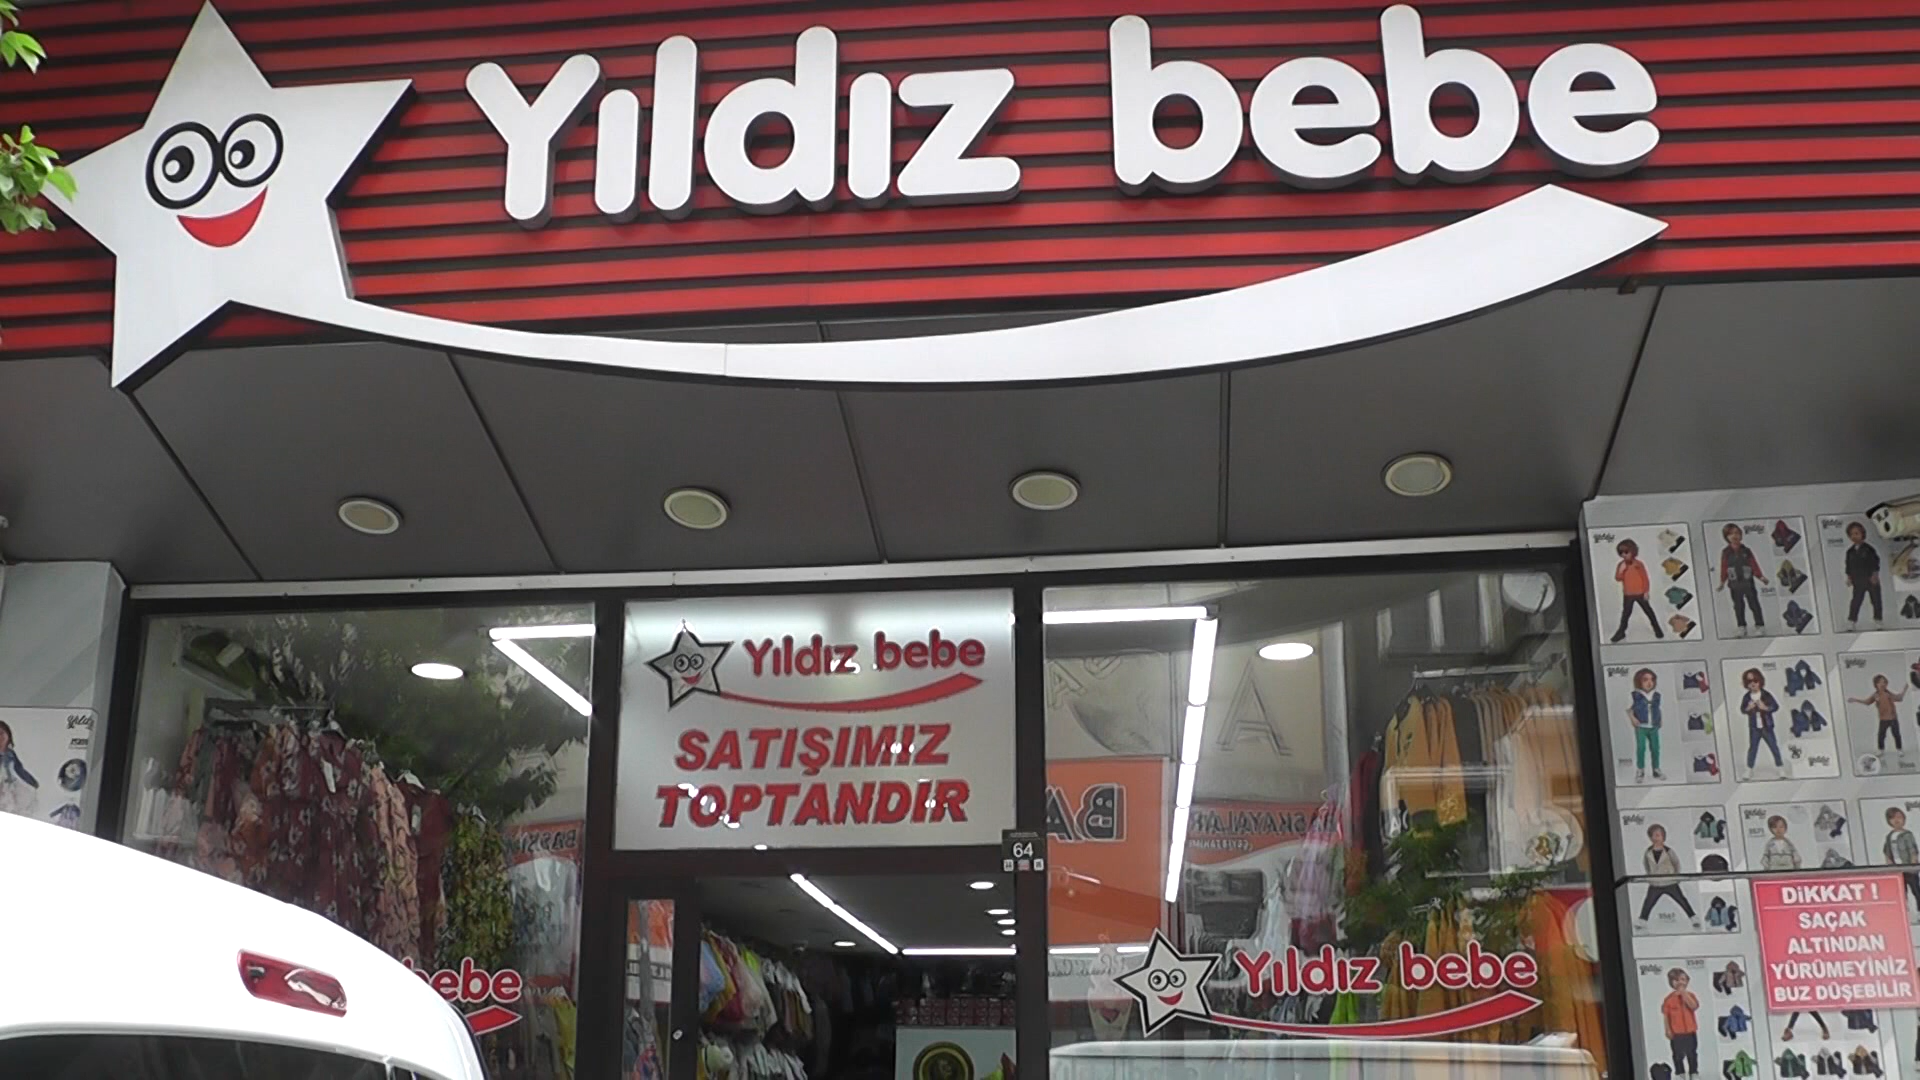 Yıldız bebe
Yıldız bebe
SATIŞIMIZ
TOPTANDIR
64
Yıldız bebe
bebe
DİKKAT !
SAÇAK
ALTINDAN
YÜRÜMEYİNİZ
BUZ DÜŞEBİLİR